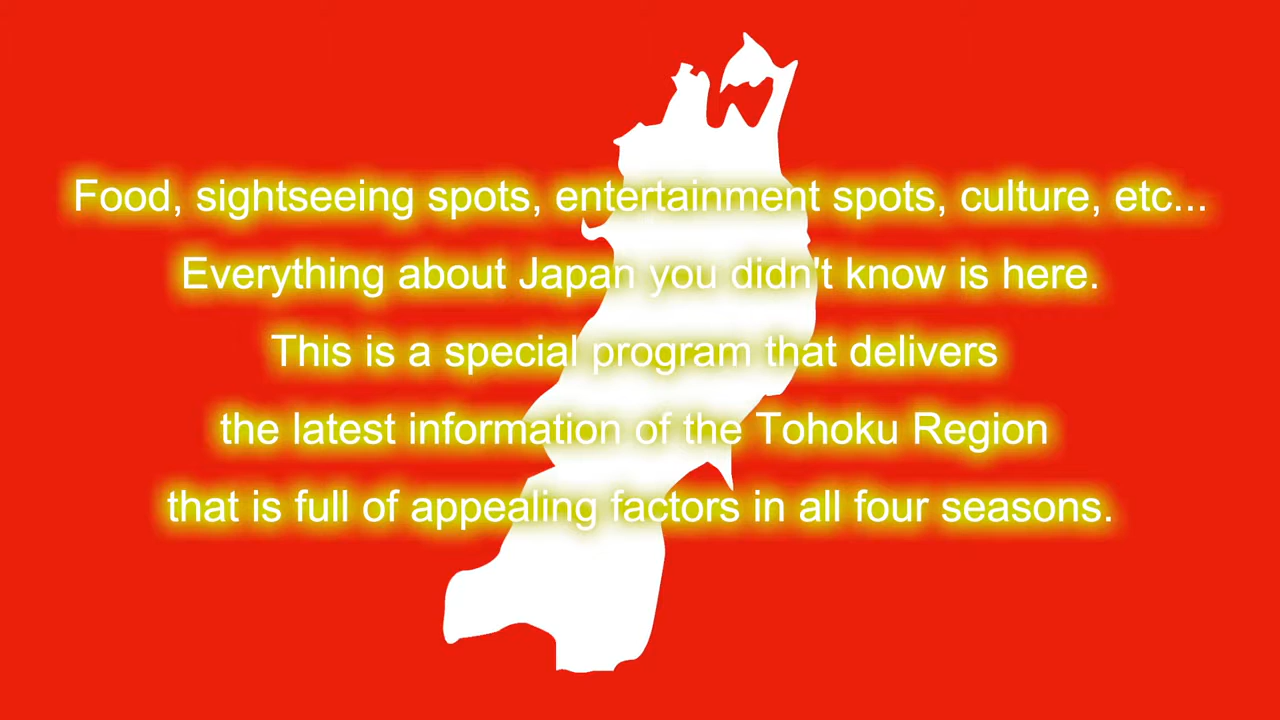 Food, sightseeing spots, entertainment spots, culture, etc...
Everything about Japan you didn't know is here.
This is a special program that delivers
the latest information of the Tohoku Region
that is full of appealing factors in all four seasons.